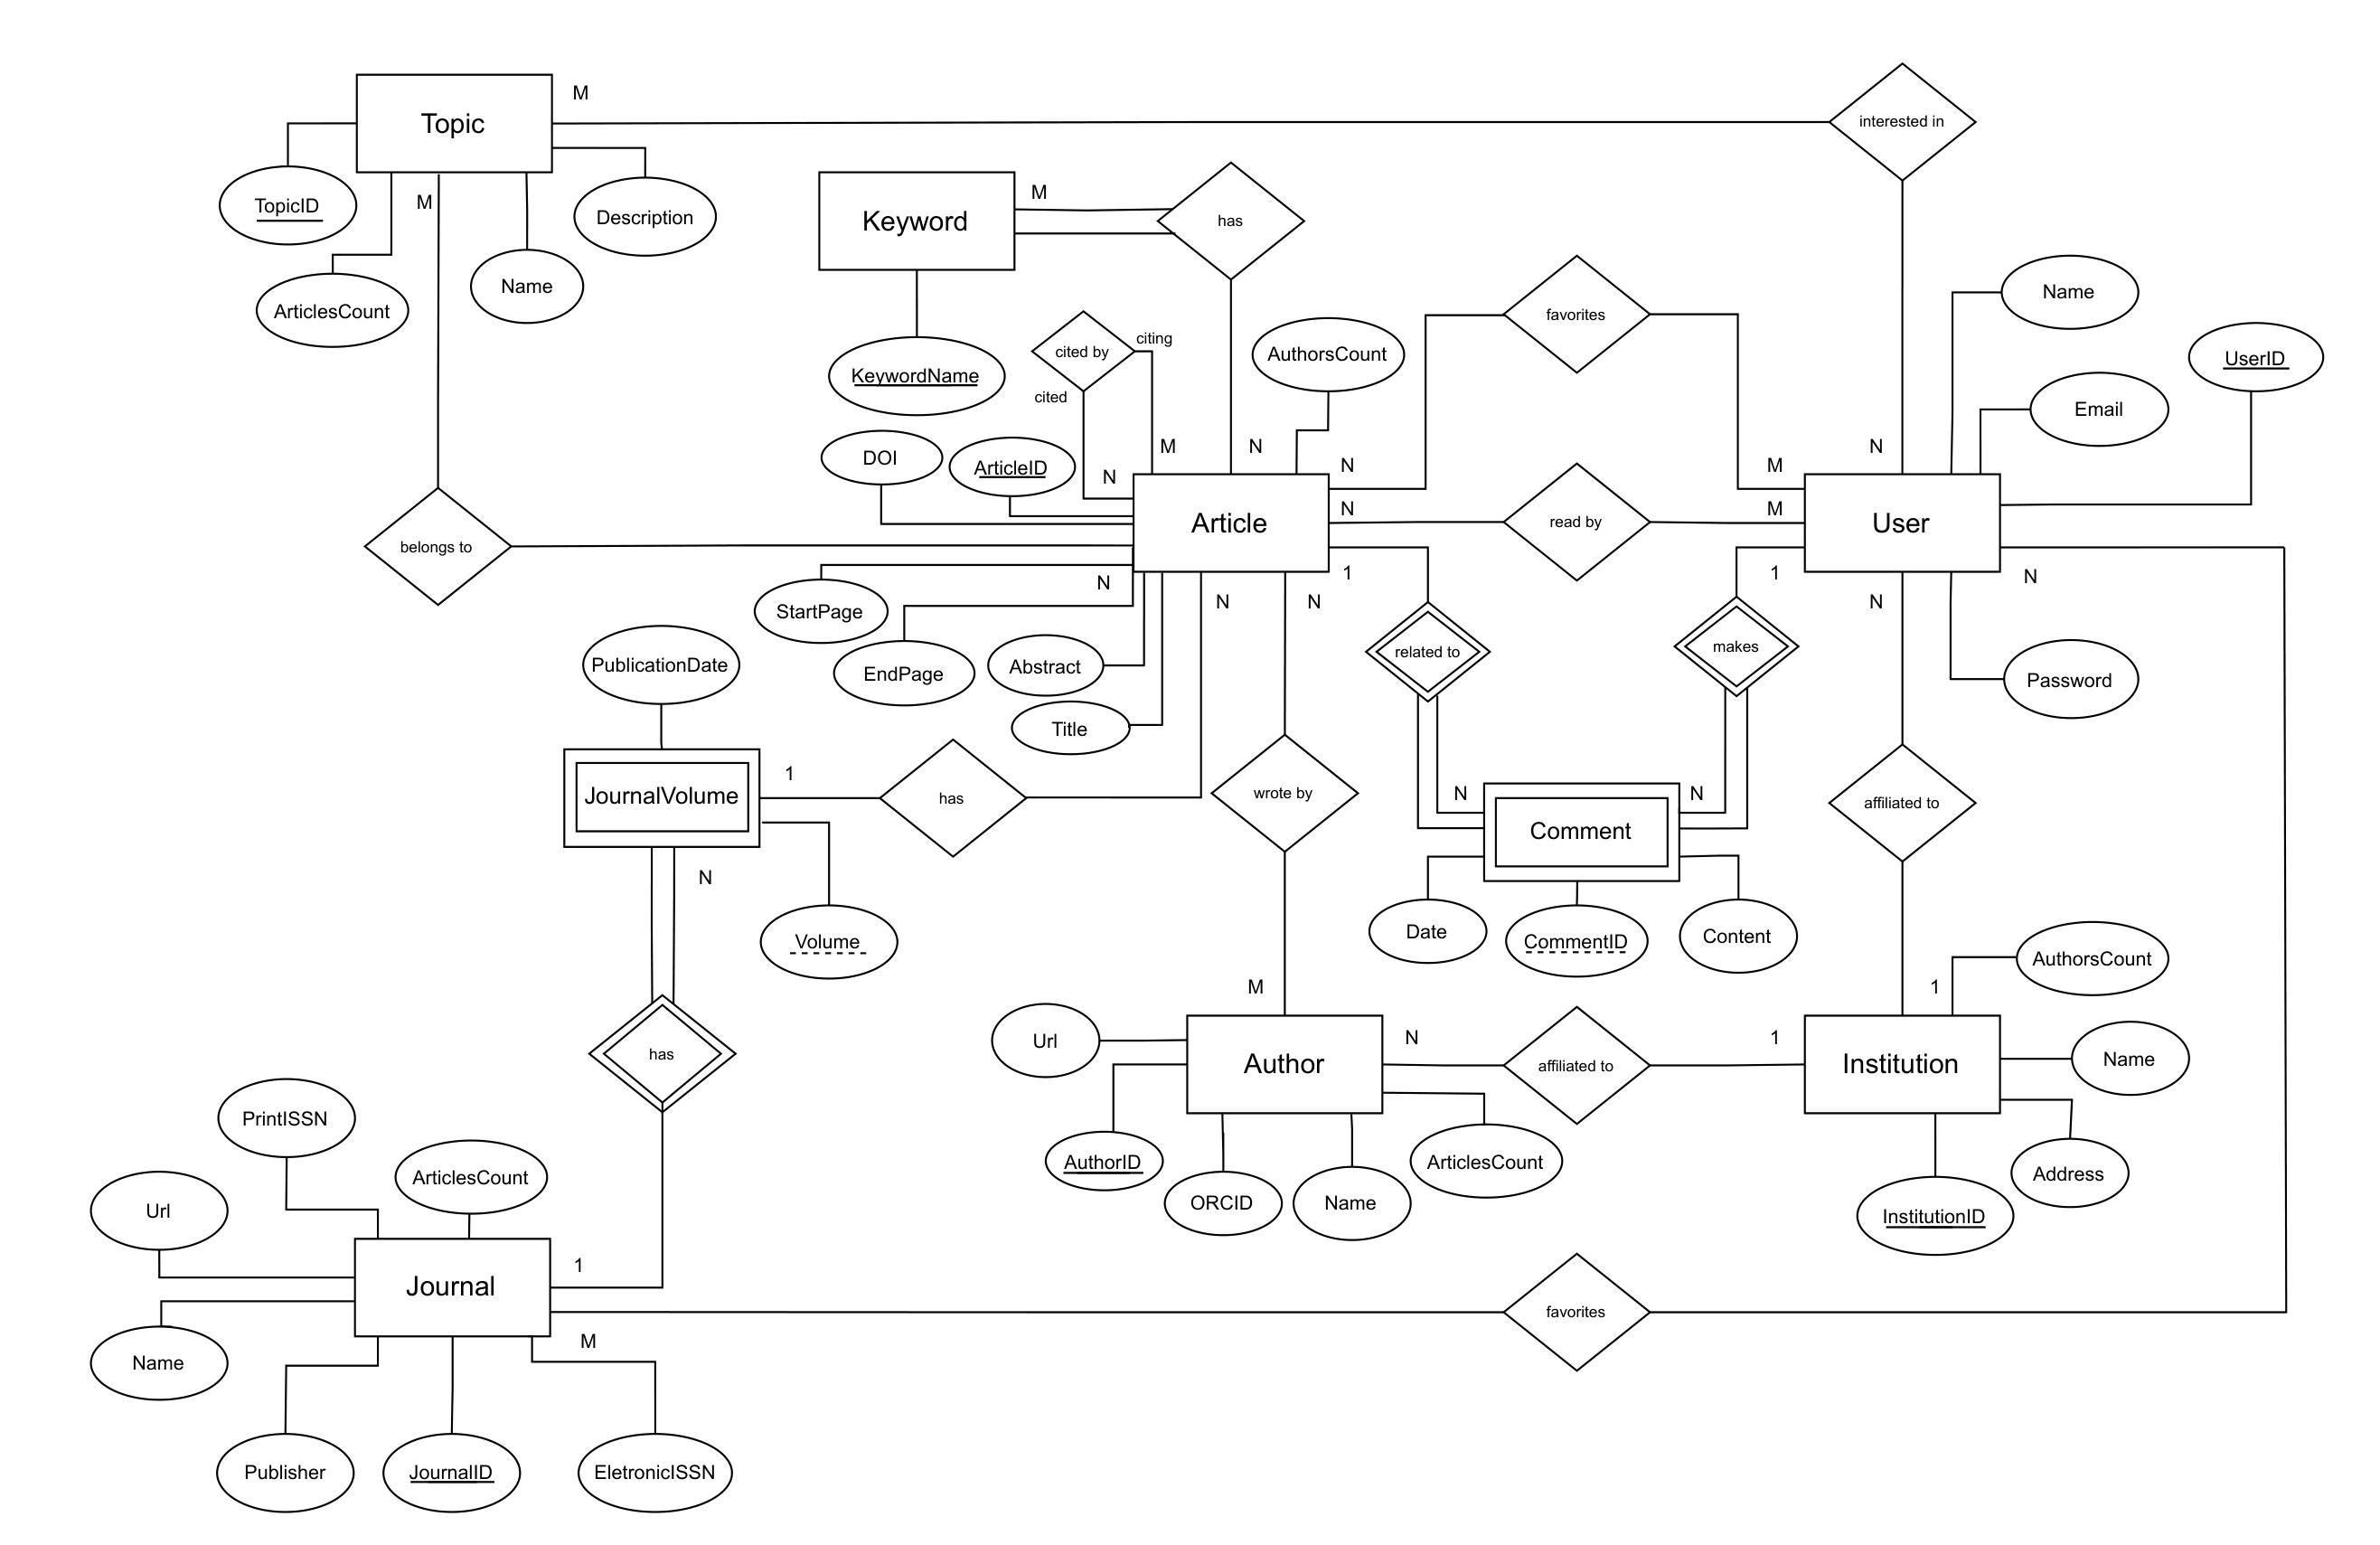 M
Topic
interested in
M
TopicID
Description
Keyword
M
has
Name
ArticlesCount
favorites
Name
citing
cited by
AuthorsCount
UserID
KeywordName
cited
Email
DOI
ArticleID
M
N
N
M
N
N
Article
N
M
User
read by
belongs to
N
1
1
N
StartPage
N
N
N
PublicationDate
Abstract
EndPage
related to
makes
Password
Title
JournalVolume
1
has
wrote by
N
N
affiliated to
Comment
N
Volume
Date
CommentID
Content
AuthorsCount
M
1
Url
N
1
has
Author
affiliated to
Institution
Name
PrintISSN
ArticlesCount
AuthorID
ArticlesCount
Address
Url
ORCID
Name
InstitutionID
1
Journal
favorites
M
Name
Publisher
JournalID
EletronicISSN